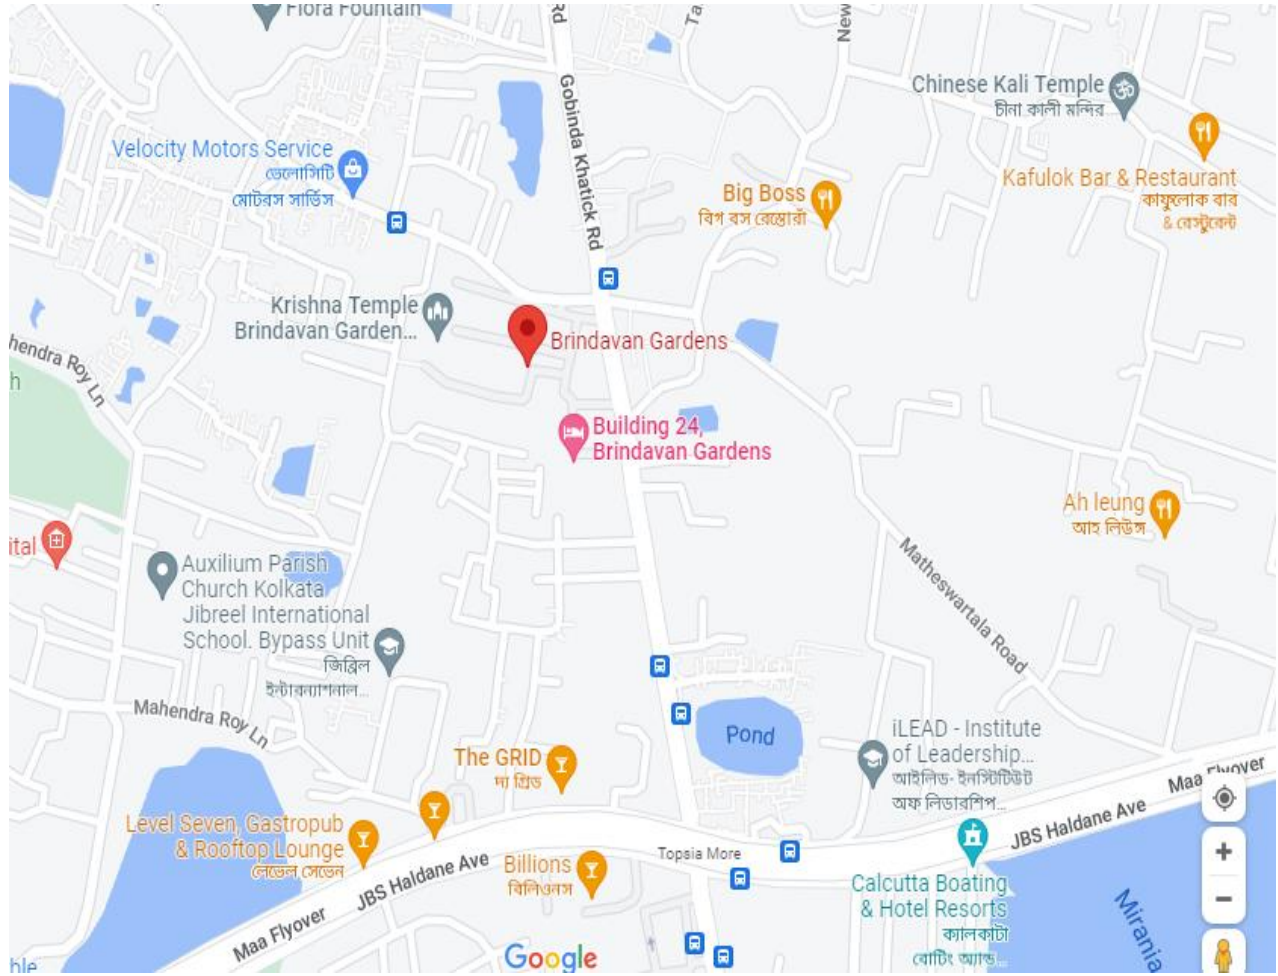 Flora Fountain
Rd
Ta
New
Gobinda Khatick Rd
Chinese Kali Temple
চীনা কালী মন্দির
Velocity Motors Service
ভেলোসিটি
মোটরস সার্ভিস
Kafulok Bar & Restaurant
কাফুলোক বার
& রেস্টুরেন্ট
Big Boss
বিগ বস রেস্তোরাঁ
Krishna Temple
Brindavan Garden...
Brindavan Gardens
hendra Roy Ln
h
Building 24,
Brindavan Gardens
Ah leung
আহ লিউঙ্গ
ital
Auxilium Parish
Church Kolkata
Jibreel International
School. Bypass Unit
জিব্রিল
ইন্টারন্যাশনাল...
Matheswartala Road
Mahendra Roy Ln
Pond
iLEAD - Institute
of Leadership...
আইলিড- ইনস্টিটিউট
অফ লিডারশিপ...
The GRID
দ্য গ্রিড
Maa Flyover
JBS Haldane Ave
Level Seven, Gastropub
& Rooftop Lounge
লেভেল সেভেন
Topsia More
JBS Haldane Ave
Billions
বিলিওনস
Calcutta Boating
& Hotel Resorts
ক্যালকাটা
বোটিং অ্যান্ড...
Maa Flyover
Mirania
Google
ble